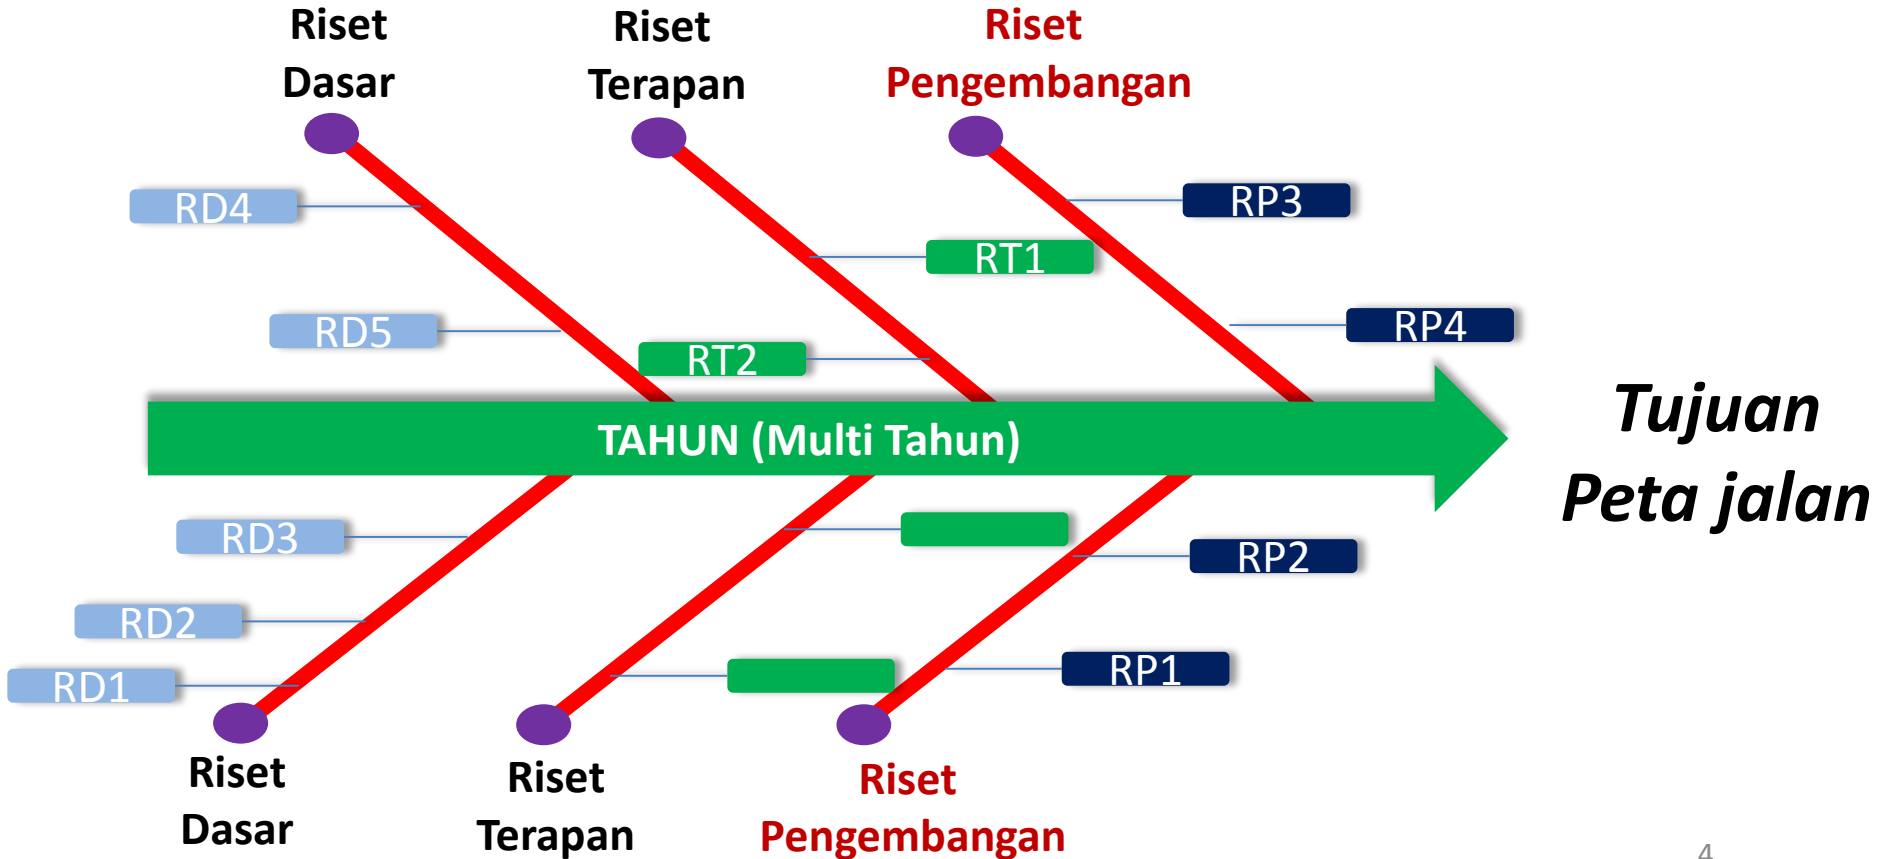 Riset
Dasar
Riset
Terapan
Riset
Pengembangan
RD4
RP3
RT1
RD5
RP4
RT2
TAHUN (Multi Tahun)
Tujuan
Peta jalan
RD3
RP2
RD2
RD1
RP1
Riset
Dasar
Riset
Terapan
Riset
Pengembangan
4